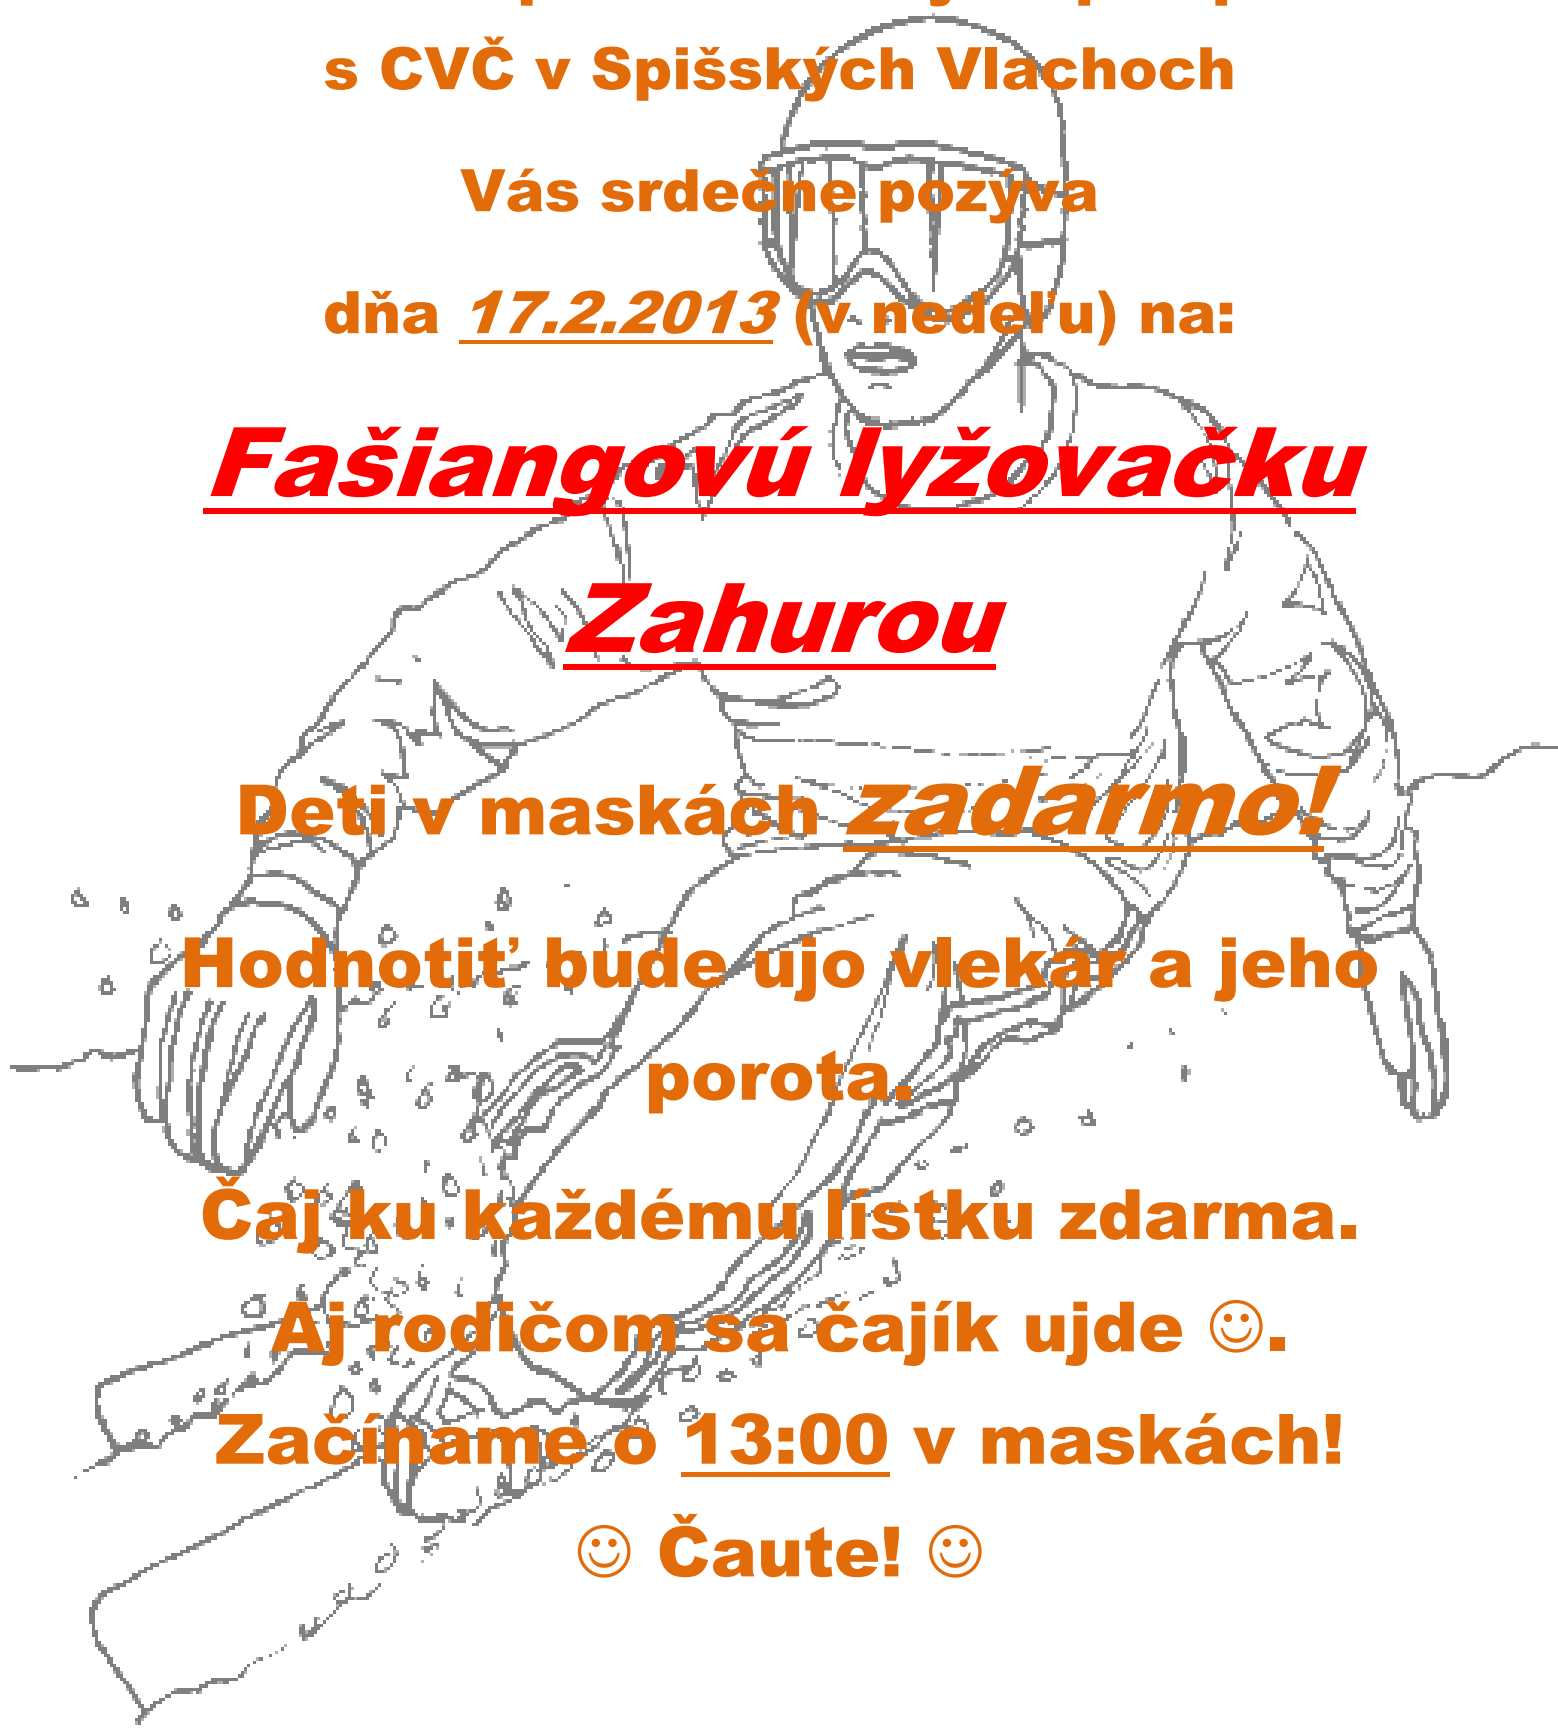 s CVČ v Spišských Vlachoch
Vás srdečne pozýva
dňa 17.2.2013 (v nedeľu) na:
Fašiangovú lyžovačku
Zahurou
Deti v maskách zadarmo!
Hodnotiť bude ujo vlekár a jeho
porota.
Čaj ku každému lístku zdarma.
Aj rodičom sa čajík ujde ☺.
Začíname o 13:00 v maskách!
☺ Čaute! ☺